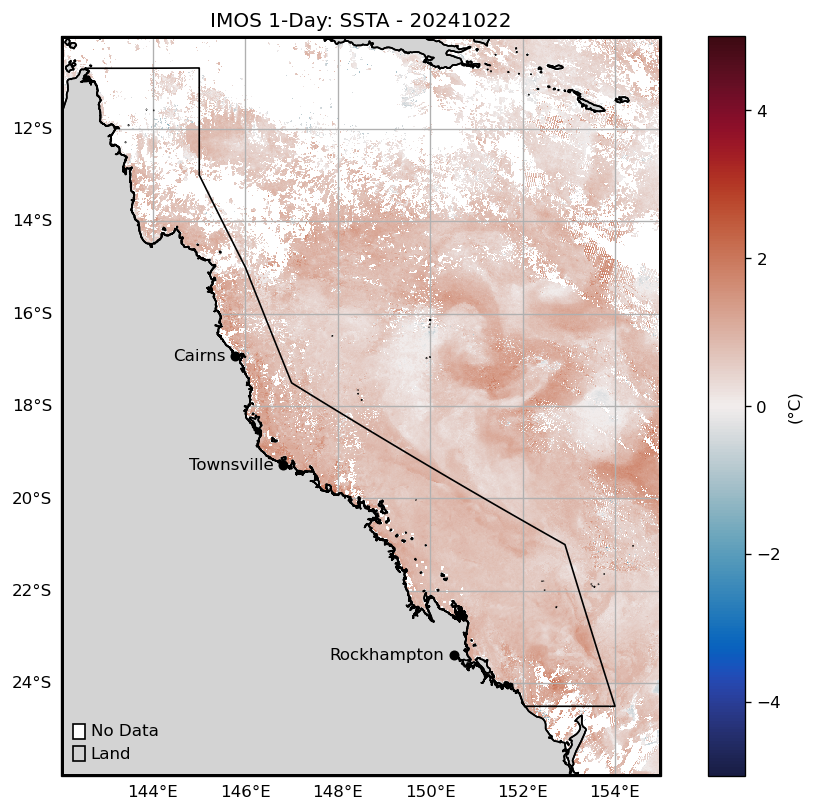 IMOS 1-Day: SSTA - 20241022
12°S
14°S
16°S
18°S
20°S
22°S
24°S
Cairns
Townsville
Rockhampton
No Data
Land
144°E 146°E 148°E 150°E 152°E 154°E
4
2
0
−2
−4
(°C)